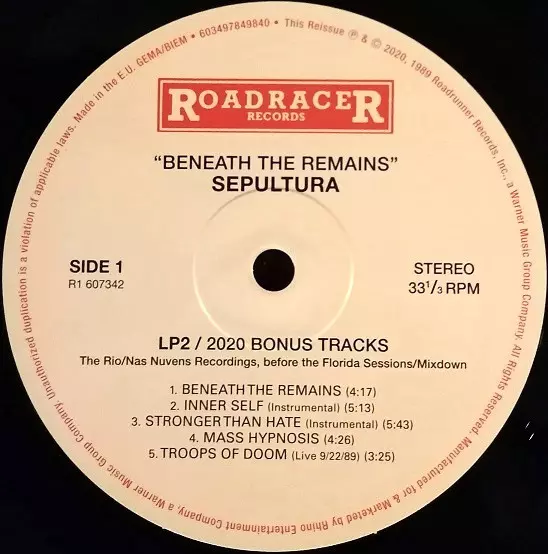 ROADRACER
RECORDS
"BENEATH THE REMAINS"
SEPULTURA
SIDE 1
R1 607342
STEREO
33 1/3 RPM
LP2 / 2020 BONUS TRACKS
The Rio/Nas Nuvens Recordings, before the Florida Sessions/Mixdown
1. BENEATH THE REMAINS (4:17)
2. INNER SELF (Instrumental) (5:13)
3. STRONGER THAN HATE (Instrumental) (5:43)
4. MASS HYPNOSIS (4:26)
5. TROOPS OF DOOM (Live 9/22/89) (3:25)
603497849840 • This Reissue ℗ & © 2020, 1989 Roadrunner Records, Inc., a Warner Music Group Company. All Rights Reserved. Manufactured for & Marketed by Rhino Entertainment Company, a Warner Music Group Company. Unauthorized duplication is a violation of applicable laws. Made in the E.U. GEMA/BIEM •